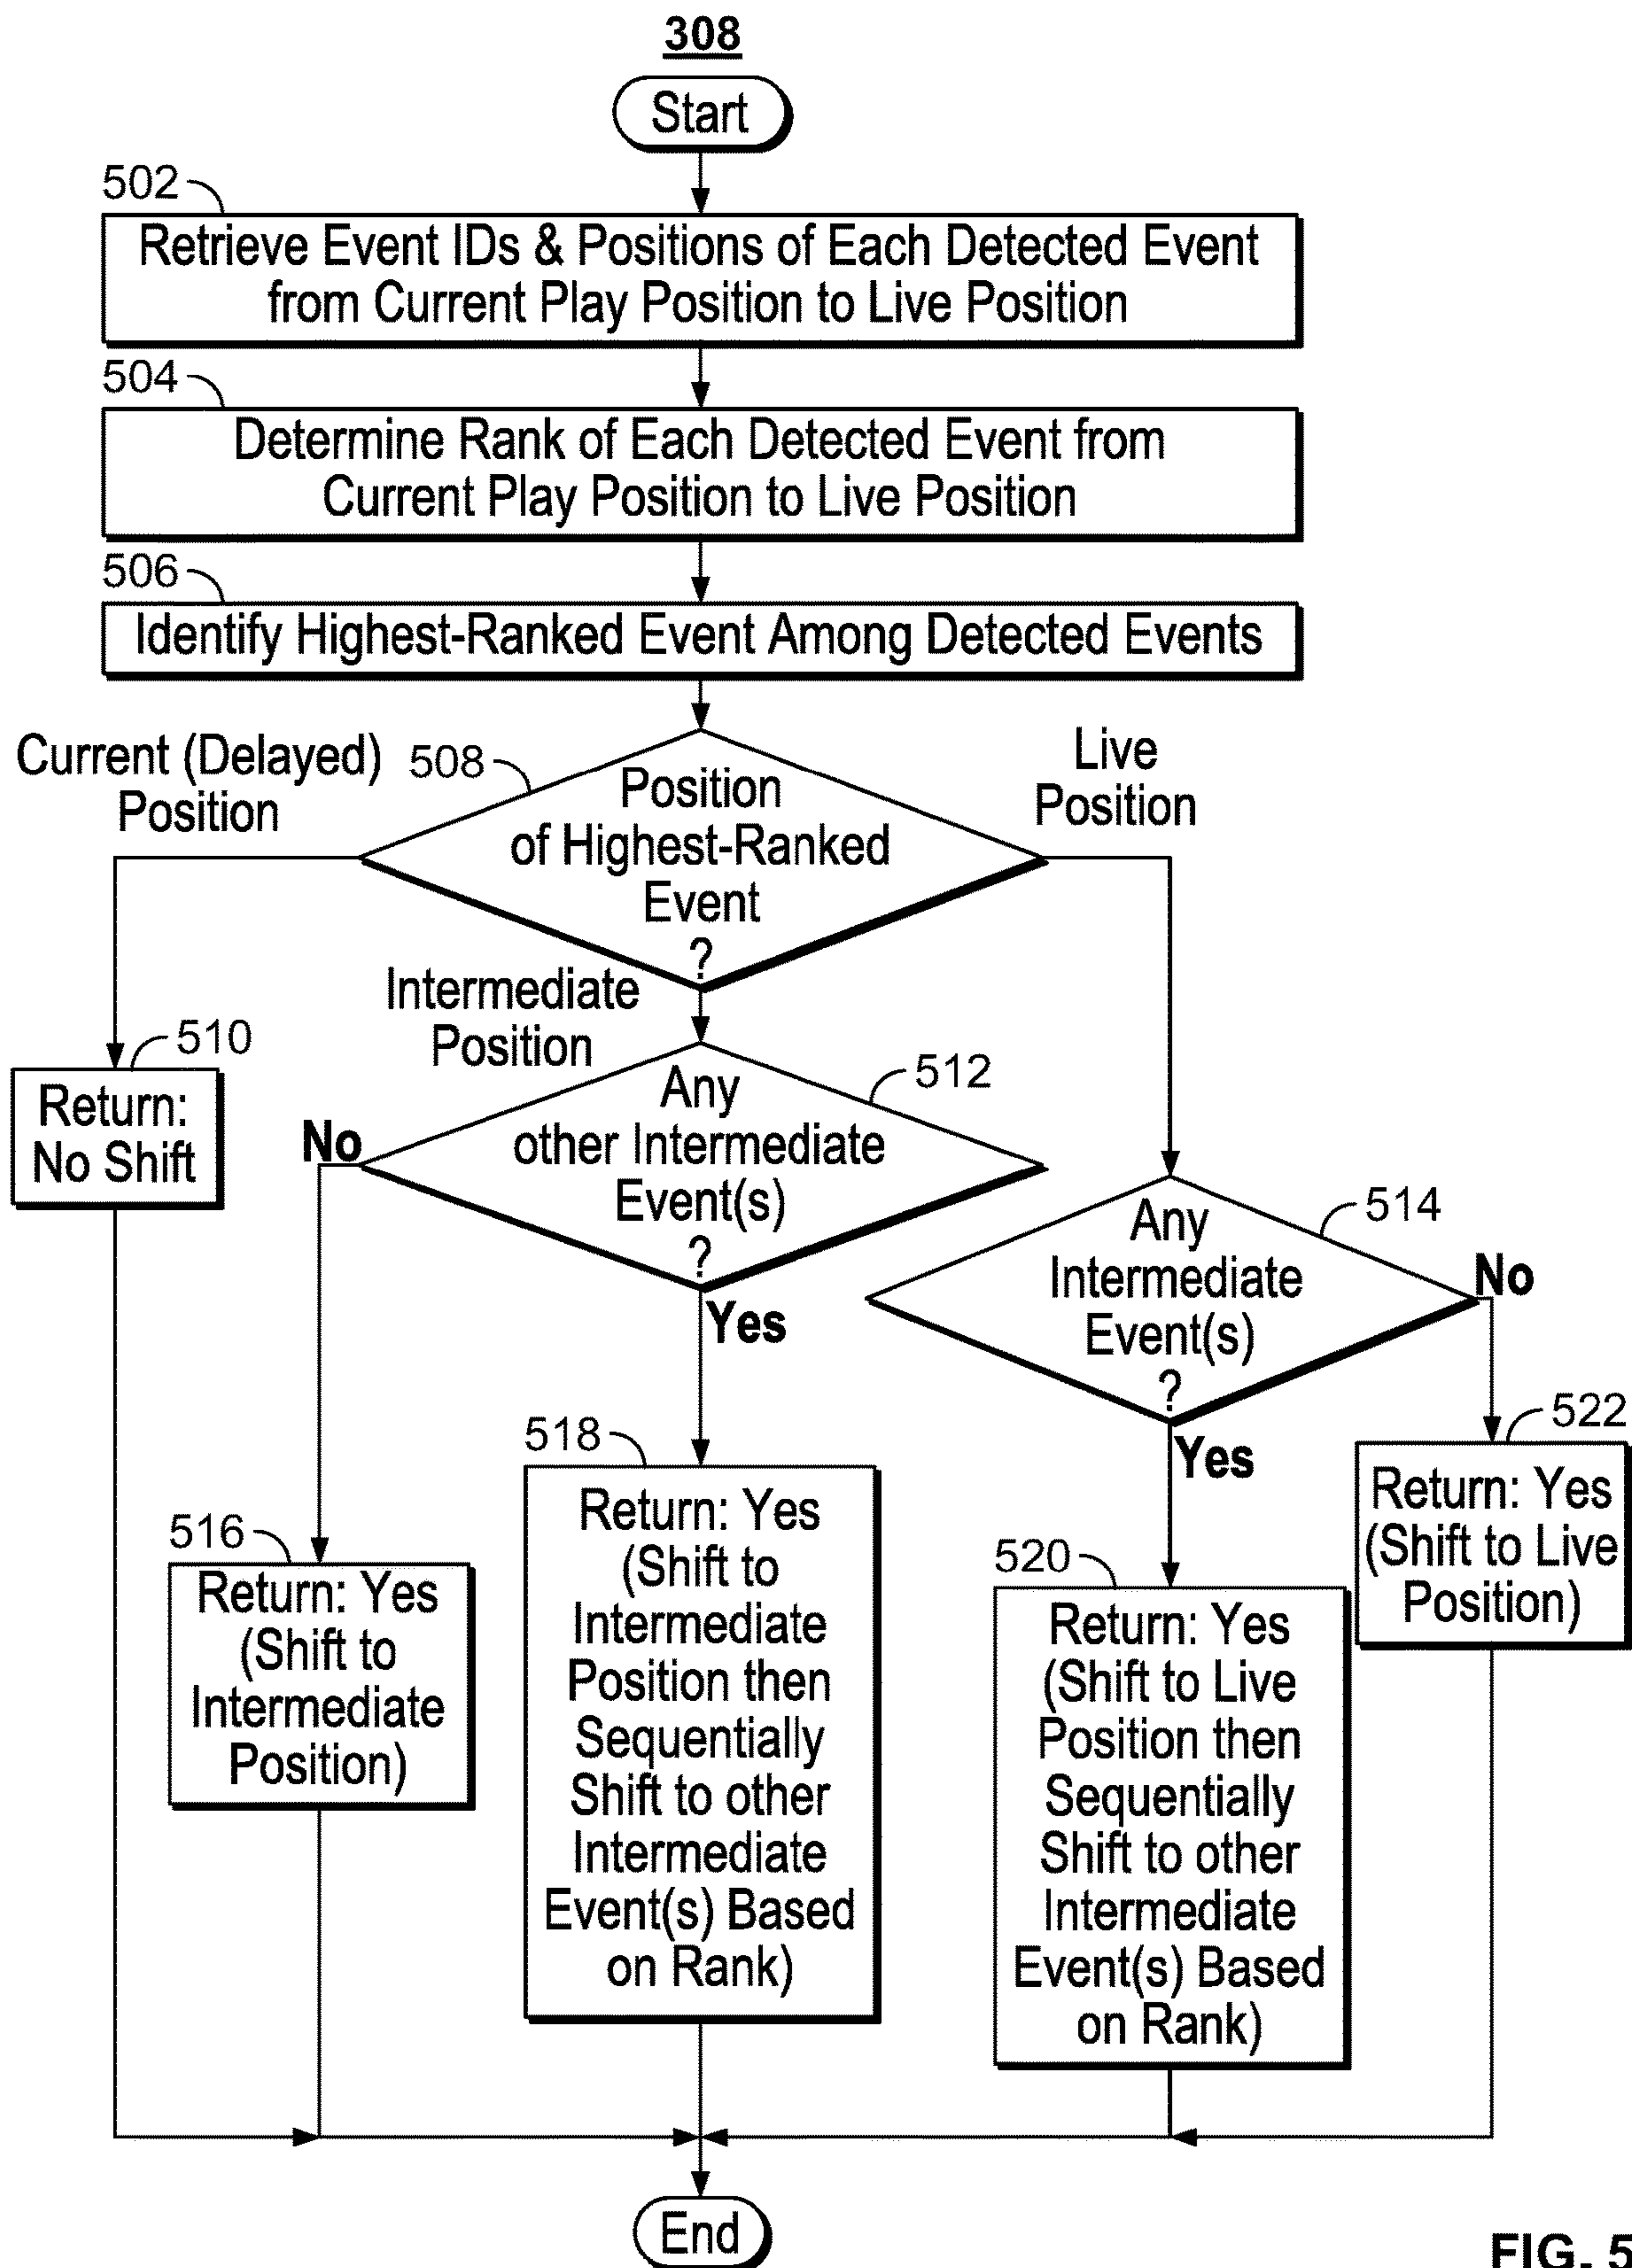 308
Start
502
Retrieve Event IDs & Positions of Each Detected Event
from Current Play Position to Live Position
504
Determine Rank of Each Detected Event from
Current Play Position to Live Position
506
Identify Highest-Ranked Event Among Detected Events
Current (Delayed)
Position
508
Position
of Highest-Ranked
Event
?
Live
Position
Intermediate
Position
510
Return:
No Shift
512
Any
other Intermediate
Event(s)
?
No
Yes
514
Any
Intermediate
Event(s)
?
No
Yes
516
Return: Yes
(Shift to
Intermediate
Position)
518
Return: Yes
(Shift to
Intermediate
Position then
Sequentially
Shift to other
Intermediate
Event(s) Based
on Rank)
520
Return: Yes
(Shift to Live
Position then
Sequentially
Shift to other
Intermediate
Event(s) Based
on Rank)
522
Return: Yes
(Shift to Live
Position)
End
FIG. 5